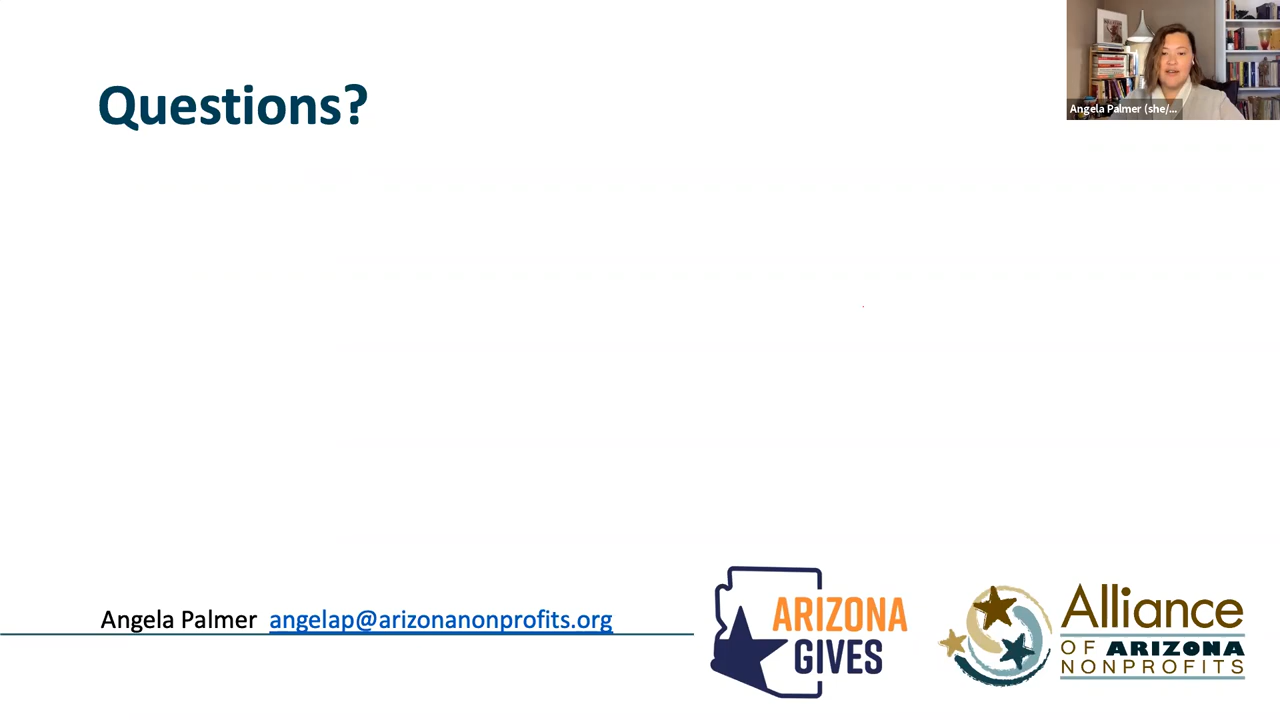 Questions?
Angela Palmer (she/...
Angela Palmer angelap@arizonanonprofits.org
ARIZONA
GIVES
Alliance
OF ARIZONA
NONPROFITS